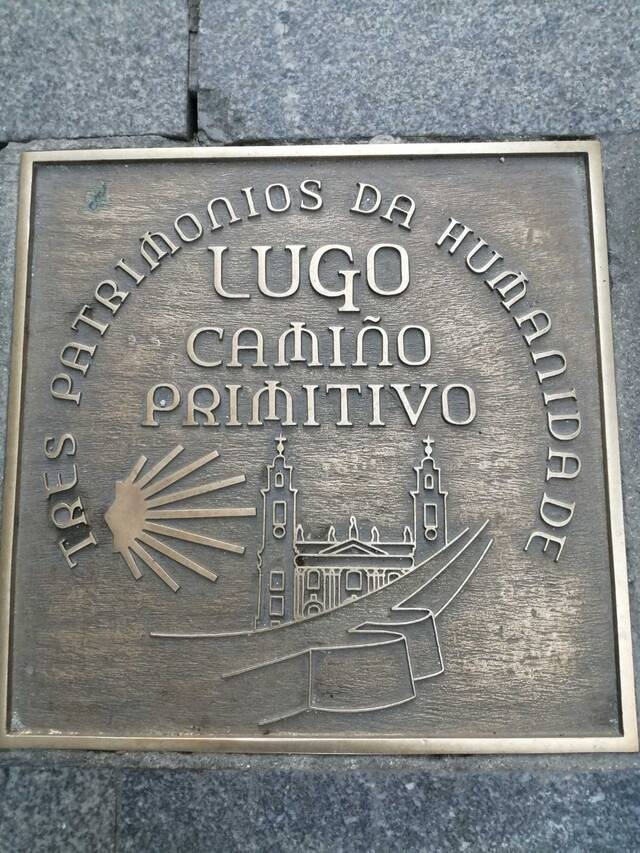 TRES PATRIMONIOS DA HUMANIDADE
LUGO
CAMIÑO
PRIMITIVO